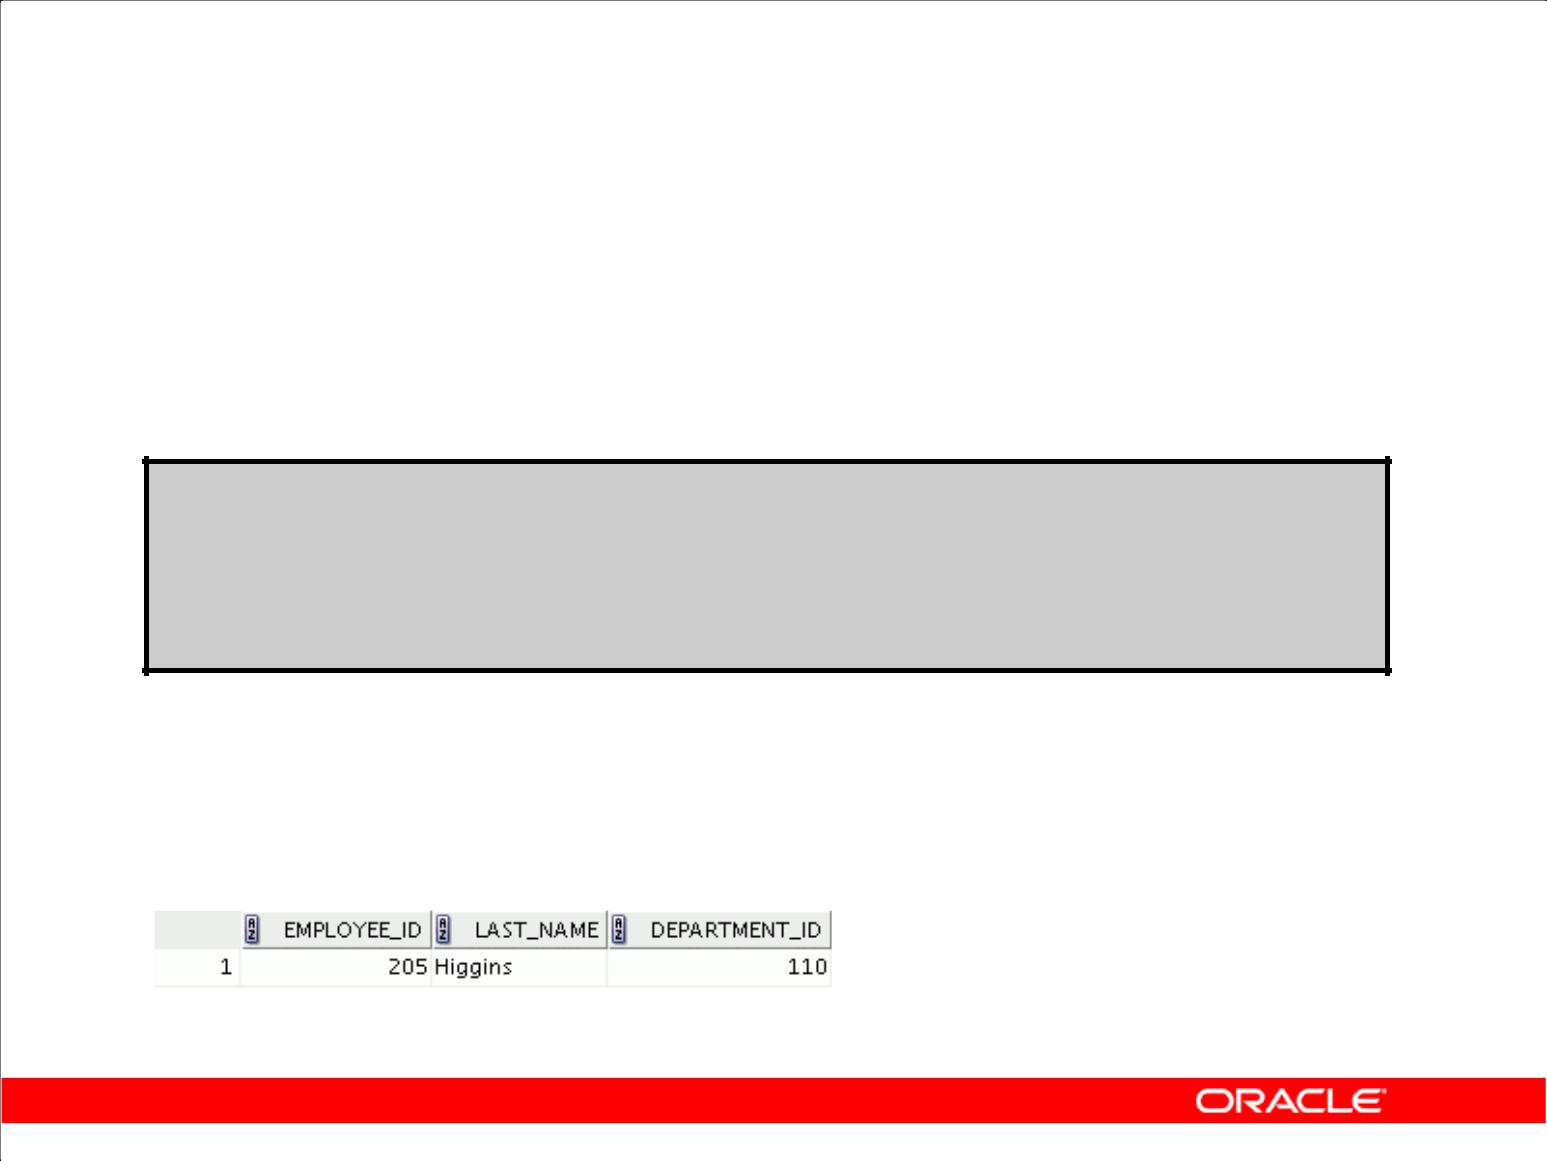 EMPLOYEE_ID LAST_NAME DEPARTMENT_ID
1 205 Higgins 110
ORACLE